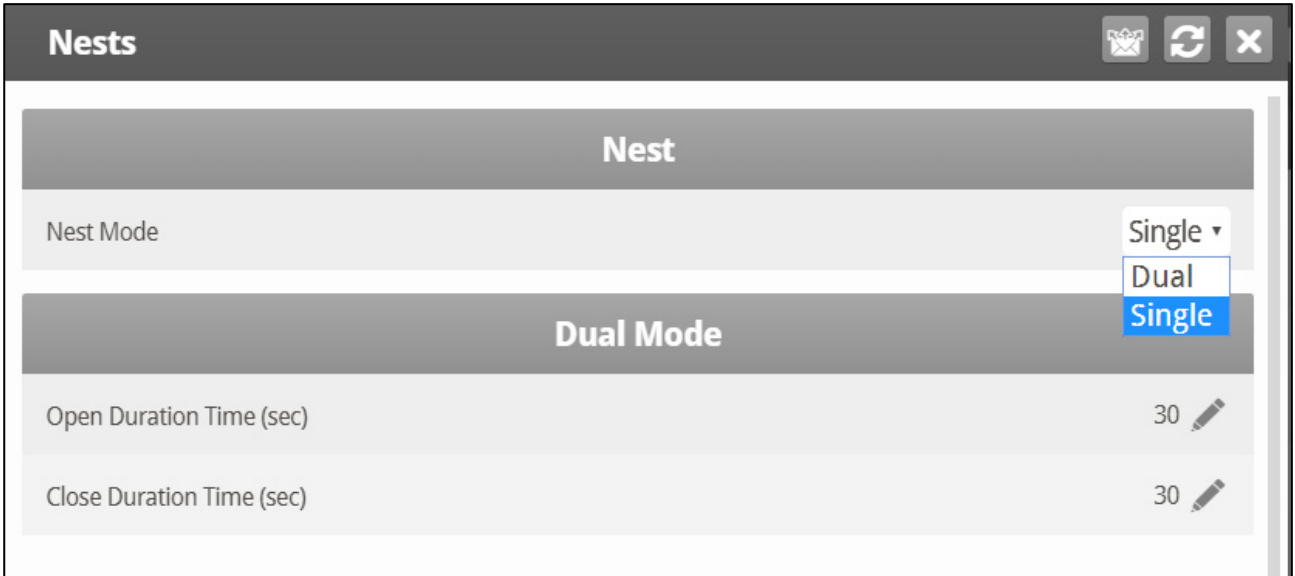 Nests
Nest
Nest Mode Single
Dual
Single
Dual Mode
Open Duration Time (sec) 30
Close Duration Time (sec) 30